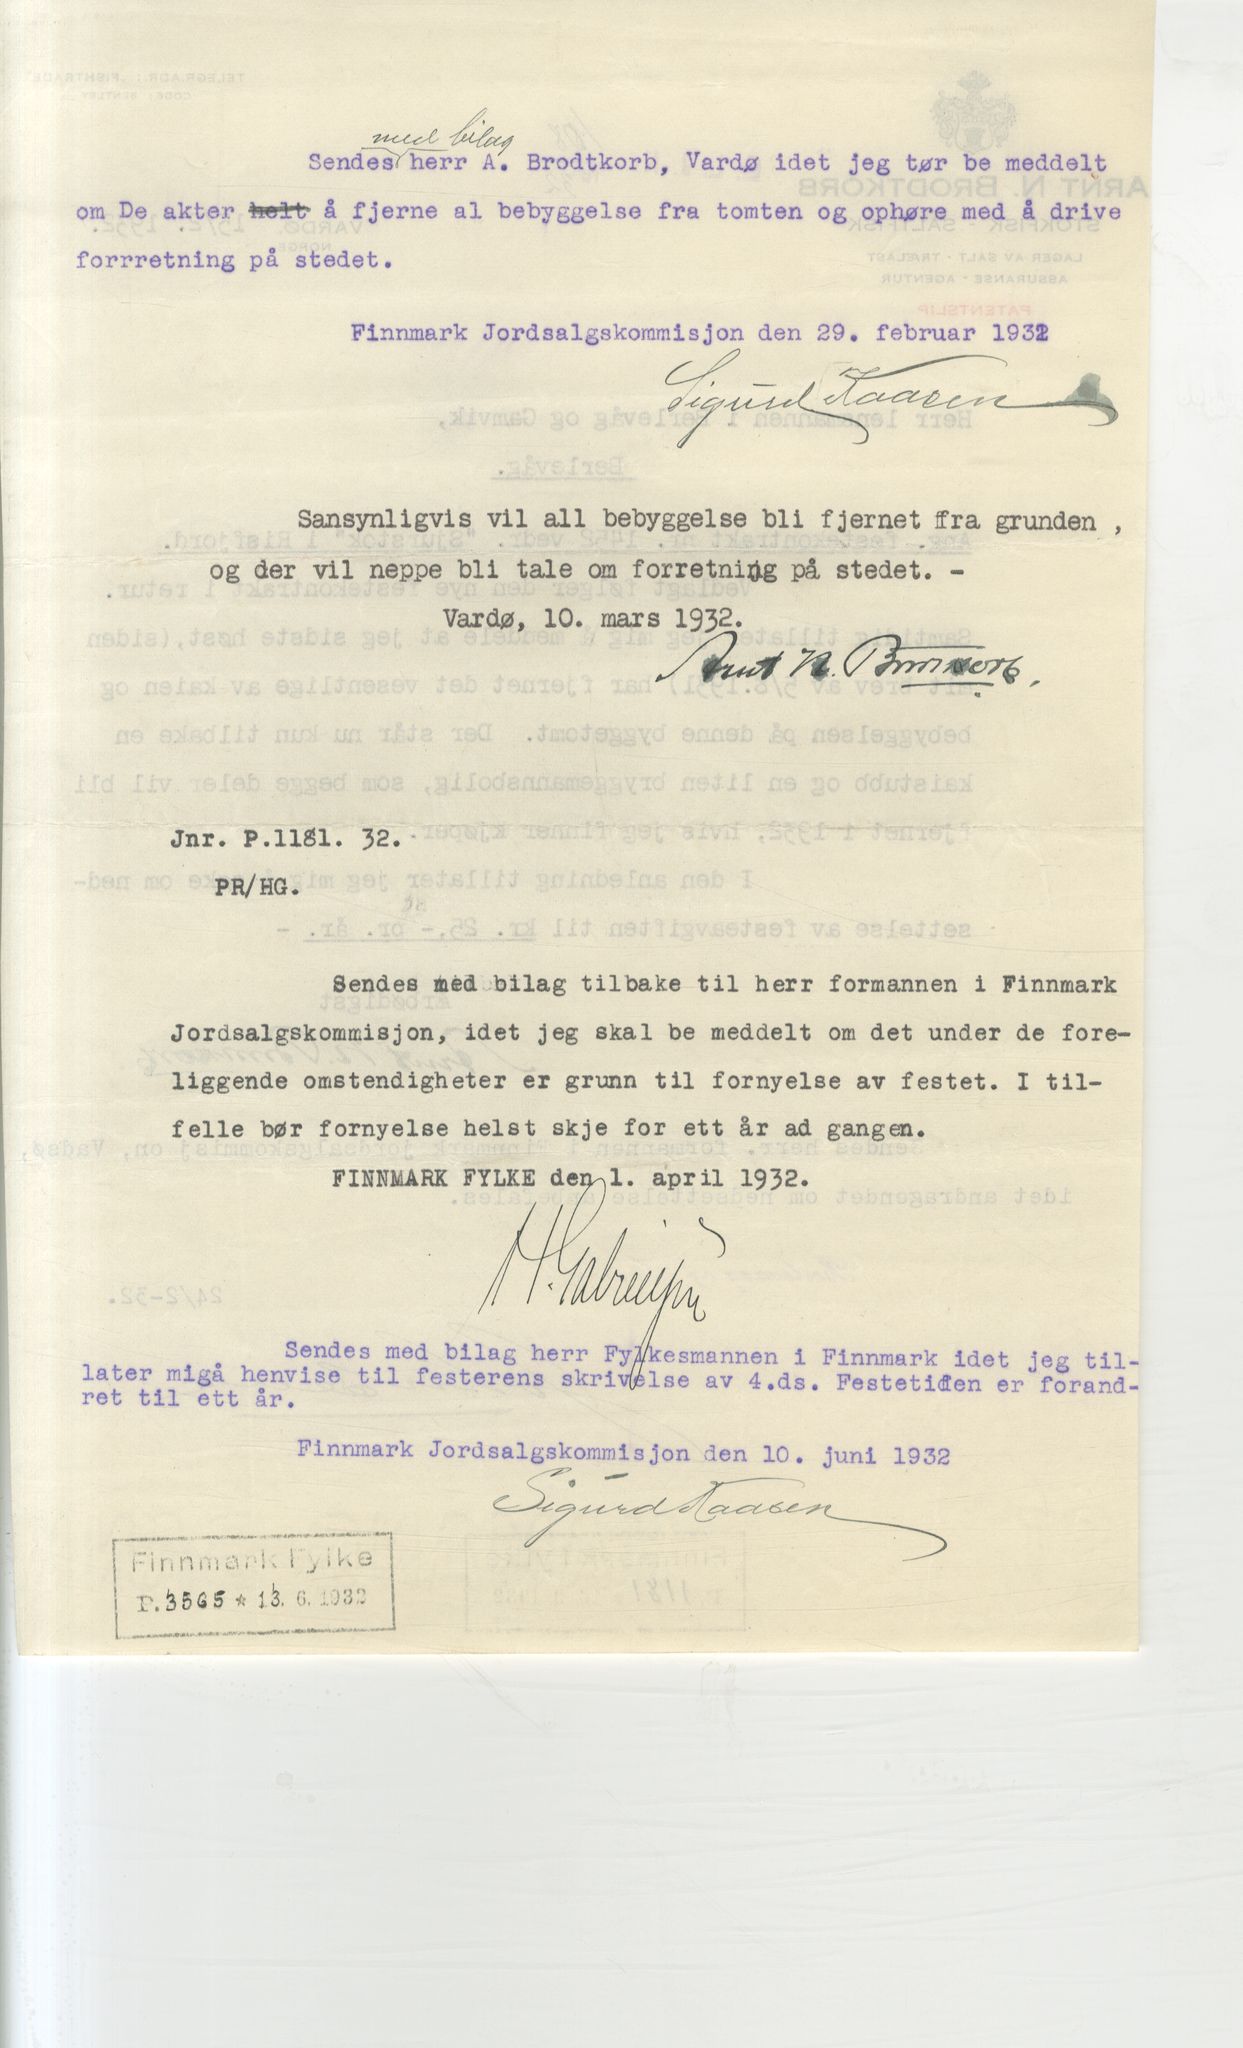 med bilag
Sendes herr A. Brodtkorb, Vardø idet jeg tør be meddelt
om De akter helt å fjerne al bebyggelse fra tomten og ophøre med å drive
forrretning på stedet.
Finnmark Jordsalgskommisjon den 29. februar 1932
Sigurd Kaasen
Sansynligvis vil all bebyggelse bli fjernet fra grunden ,
og der vil neppe bli tale om forretning på stedet. -
Vardø, 10. mars 1932.
Arnt N. Brodtkorb.
Jnr. P.1181. 32.
PR/HG.
Sendes med bilag tilbake til herr formannen i Finnmark
Jordsalgskommisjon, idet jeg skal be meddelt om det under de fore-
liggende omstendigheter er grunn til fornyelse av festet. I til-
felle bør fornyelse helst skje for ett år ad gangen.
FINNMARK FYLKE den 1. april 1932.
Sendes med bilag herr Fylkesmannen i Finnmark idet jeg til-
later migå henvise til festerens skrivelse av 4.ds. Festetiden er forand-
ret til ett år.
Finnmark Jordsalgskommisjon den 10. juni 1932
Sigurd Kaasen
Finnmark Fylke
P.3565 * 13. 6. 1932